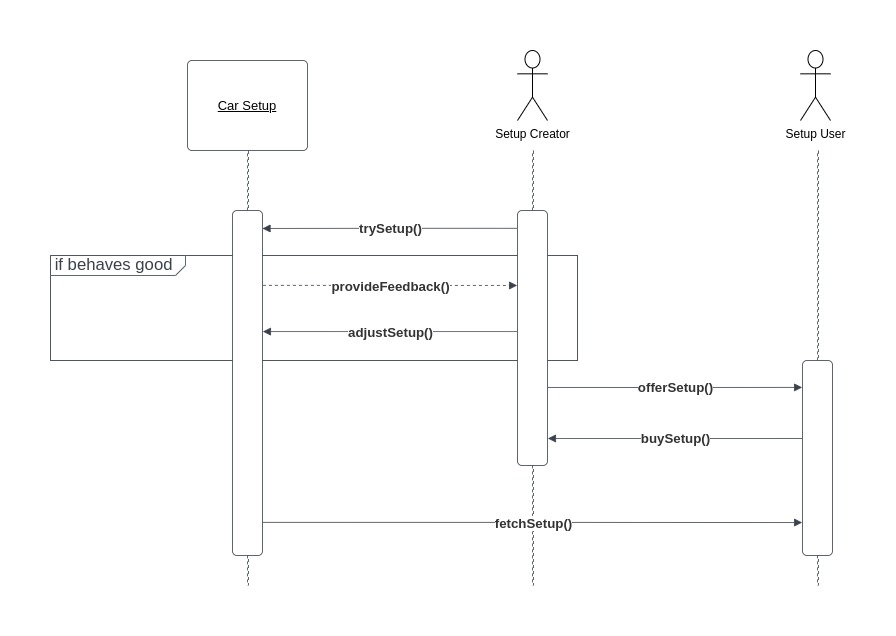 Car Setup
Setup Creator
Setup User
trySetup()
if behaves good
provideFeedback()
adjustSetup()
offerSetup()
buySetup()
fetchSetup()